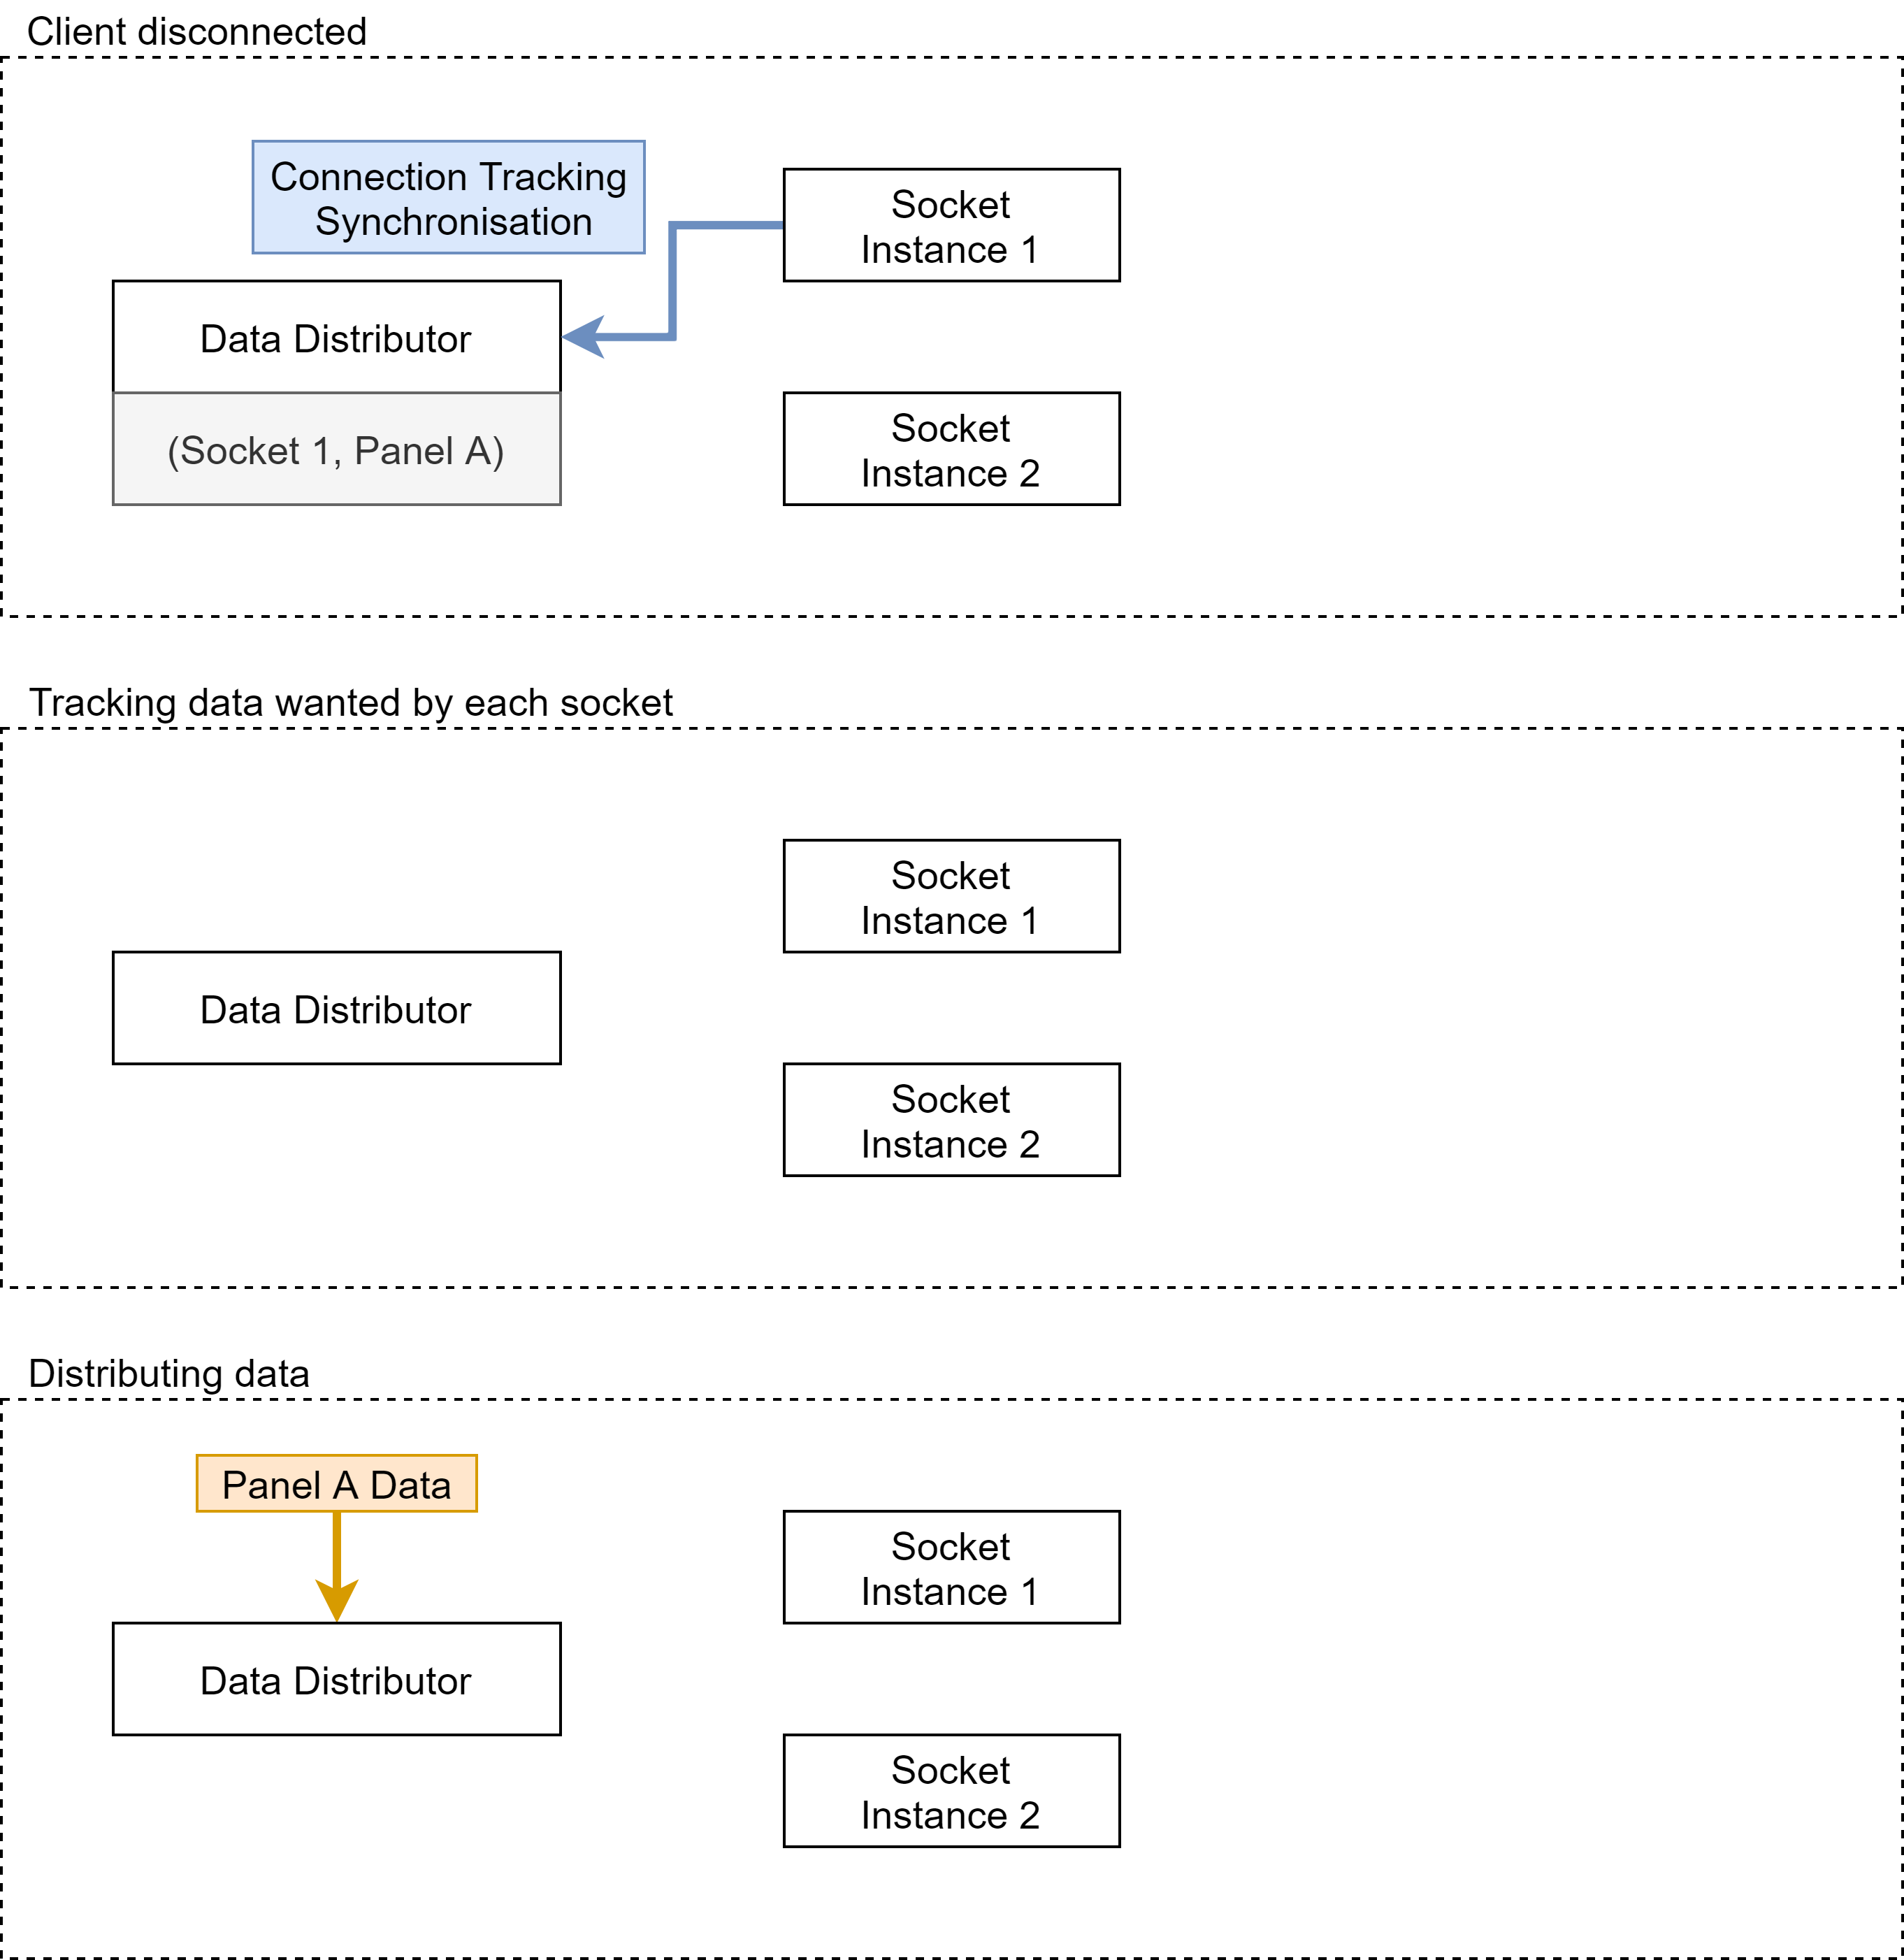 Client disconnected
Connection Tracking
Synchronisation
Socket
Instance 1
Data Distributor
(Socket 1, Panel A)
Socket
Instance 2
Tracking data wanted by each socket
Socket
Instance 1
Data Distributor
Socket
Instance 2
Distributing data
Panel A Data
Socket
Instance 1
Data Distributor
Socket
Instance 2